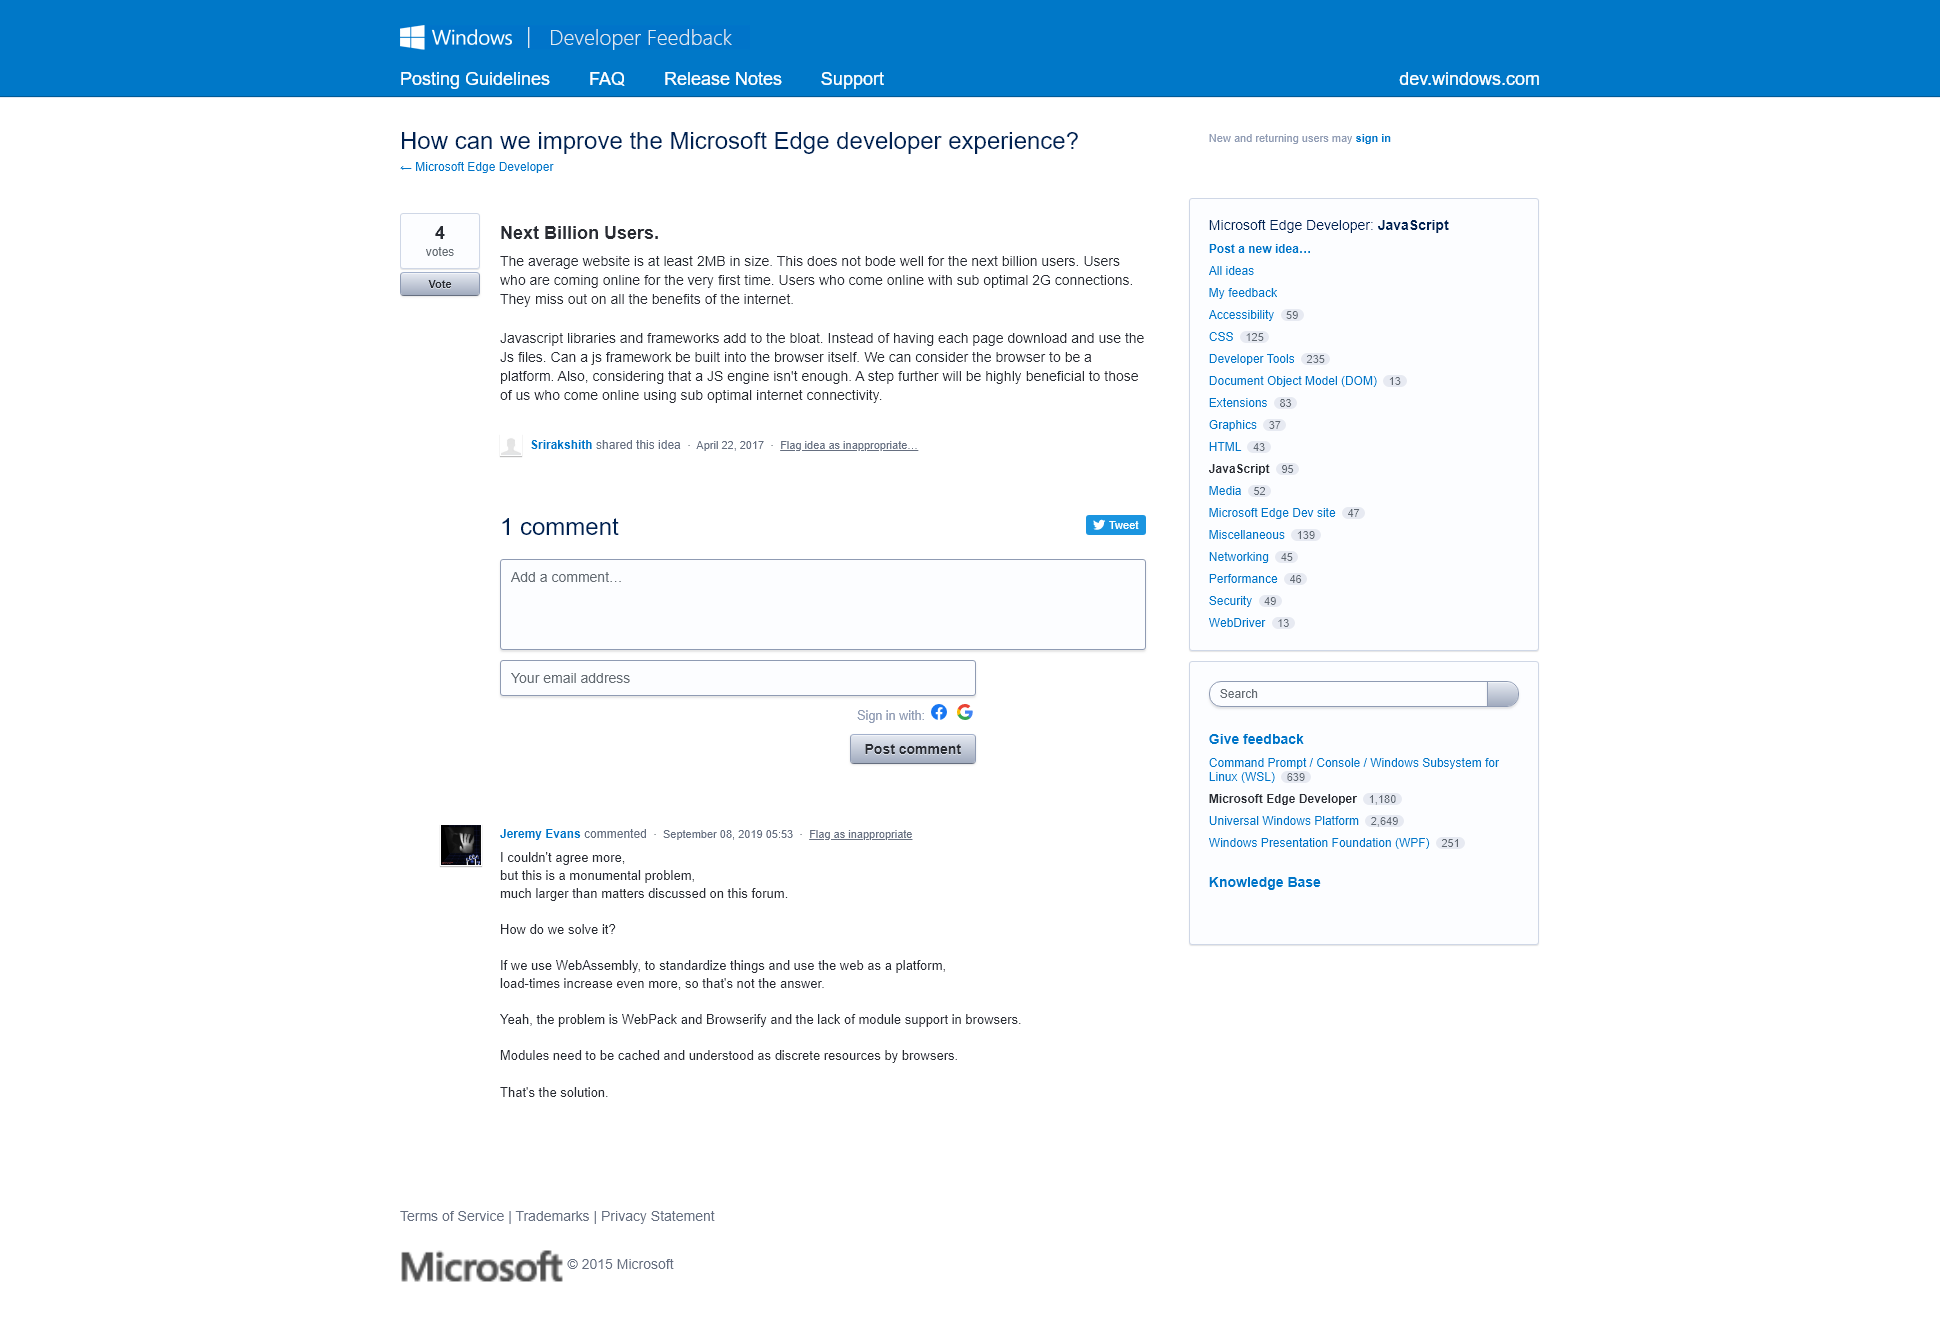 Windows | Developer Feedback
Posting Guidelines FAQ Release Notes Support dev.windows.com
How can we improve the Microsoft Edge developer experience?
← Microsoft Edge Developer
New and returning users may sign in
4
votes
Vote
Next Billion Users.
The average website is at least 2MB in size. This does not bode well for the next billion users. Users
who are coming online for the very first time. Users who come online with sub optimal 2G connections.
They miss out on all the benefits of the internet.
Javascript libraries and frameworks add to the bloat. Instead of having each page download and use the
Js files. Can a js framework be built into the browser itself. We can consider the browser to be a
platform. Also, considering that a JS engine isn't enough. A step further will be highly beneficial to those
of us who come online using sub optimal internet connectivity.
Srirakshith shared this idea · April 22, 2017 · Flag idea as inappropriate…
1 comment
Tweet
Add a comment…
Your email address
Sign in with:
Post comment
Jeremy Evans commented · September 08, 2019 05:53 · Flag as inappropriate
I couldn't agree more,
but this is a monumental problem,
much larger than matters discussed on this forum.
How do we solve it?
If we use WebAssembly, to standardize things and use the web as a platform,
load-times increase even more, so that's not the answer.
Yeah, the problem is WebPack and Browserify and the lack of module support in browsers.
Modules need to be cached and understood as discrete resources by browsers.
That's the solution.
Microsoft Edge Developer: JavaScript
Post a new idea…
All ideas
My feedback
Accessibility 59
CSS 125
Developer Tools 235
Document Object Model (DOM) 13
Extensions 83
Graphics 37
HTML 43
JavaScript 95
Media 52
Microsoft Edge Dev site 47
Miscellaneous 139
Networking 45
Performance 46
Security 49
WebDriver 13
Search
Give feedback
Command Prompt / Console / Windows Subsystem for
Linux (WSL) 639
Microsoft Edge Developer 1,180
Universal Windows Platform 2,649
Windows Presentation Foundation (WPF) 251
Knowledge Base
Terms of Service | Trademarks | Privacy Statement
Microsoft © 2015 Microsoft